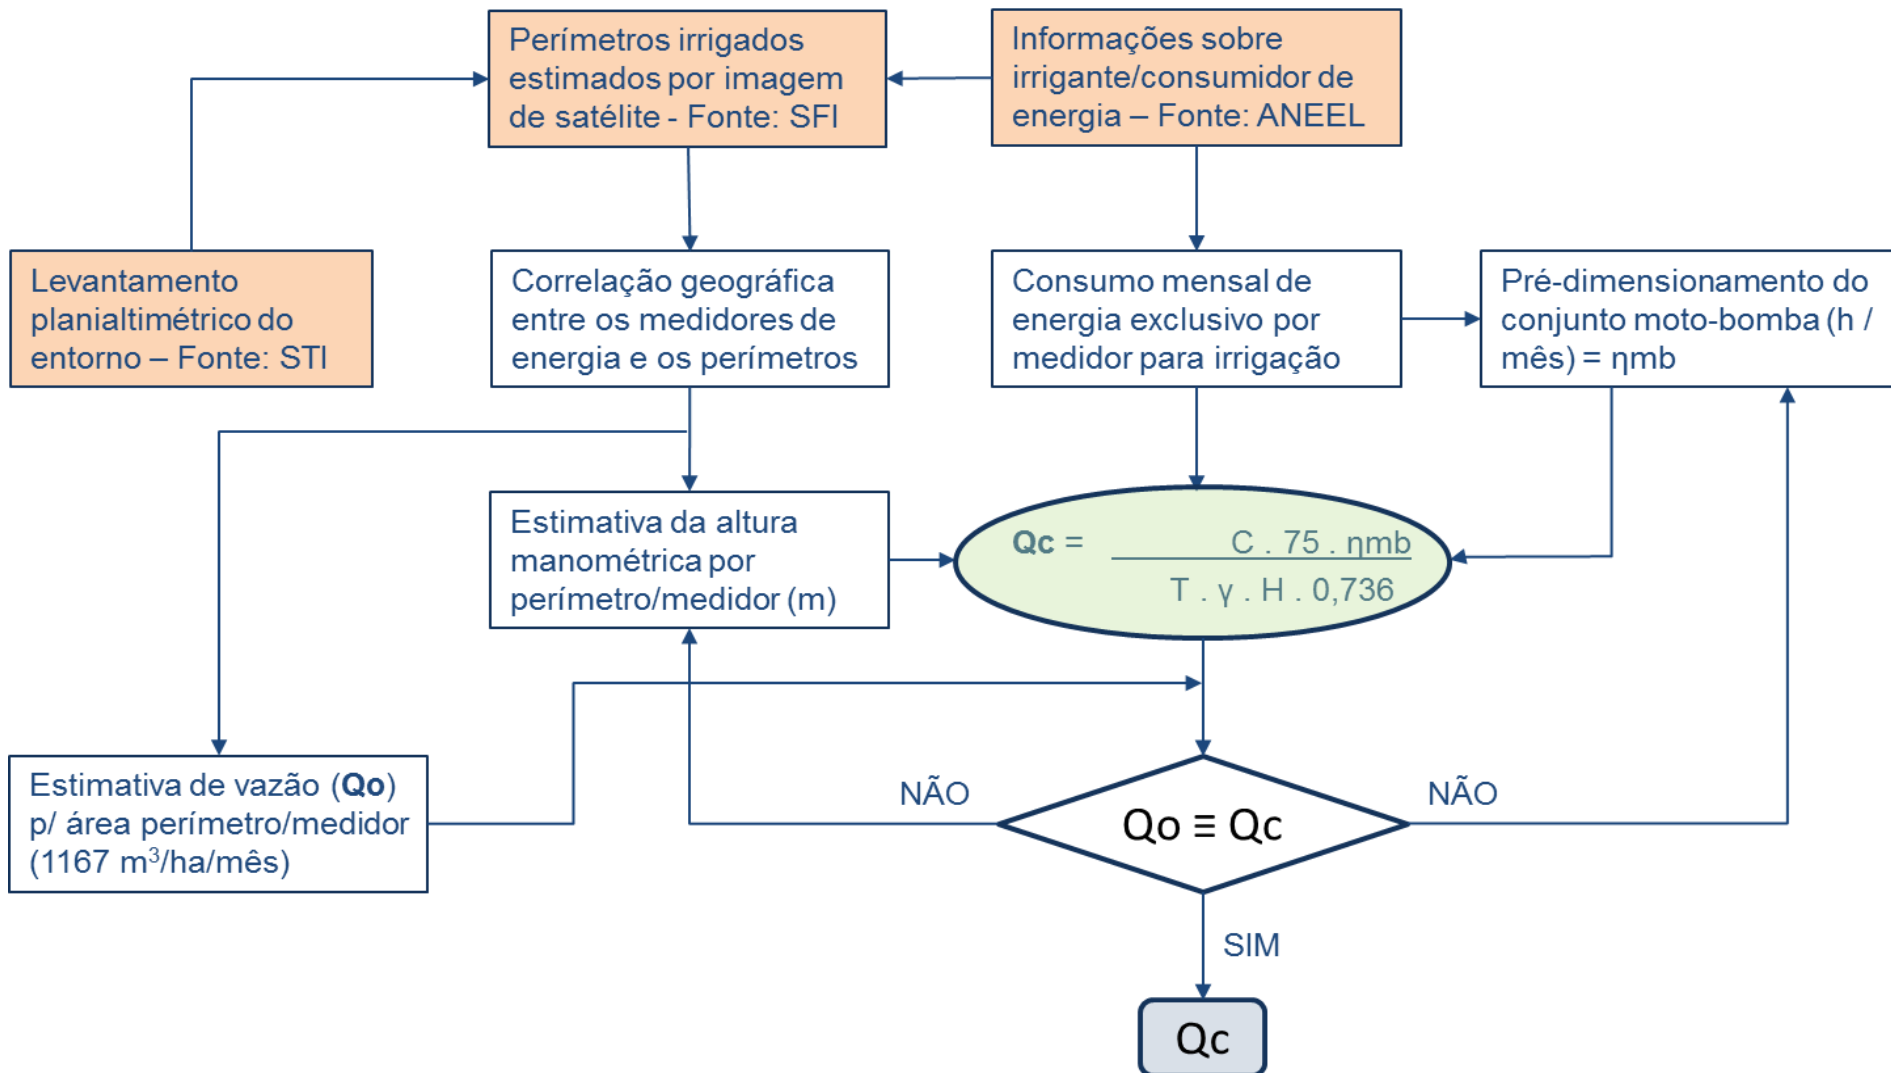 Perímetros irrigados
estimados por imagem
de satélite - Fonte: SFI
Informações sobre
irrigante/consumidor de
energia – Fonte: ANEEL
Levantamento
planialtimétrico do
entorno – Fonte: STI
Correlação geográfica
entre os medidores de
energia e os perímetros
Consumo mensal de
energia exclusivo por
medidor para irrigação
Pré-dimensionamento do
conjunto moto-bomba (h /
mês) = ηmb
Estimativa da altura
manométrica por
perímetro/medidor (m)
Qc = C . 75 . ηmb
T . γ . H . 0,736
Estimativa de vazão (Qo)
p/ área perímetro/medidor
(1167 m³/ha/mês)
NÃO
Qo ≡ Qc
NÃO
SIM
Qc